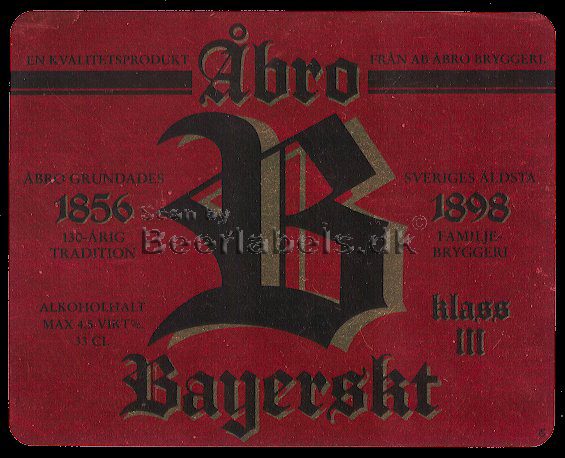 EN KVALITETSPRODUKT
Åbro
FRÅN AB ÅBRO BRYGGERI.
B
ÅBRO GRUNDADES
1856
130-ÅRIG
TRADITION
SVERIGES ÄLDSTA
1898
FAMILJE-
BRYGGERI
Scan by
Beerlabels.dk ©
ALKOHOLHALT
MAX 4,5 VIKT%.
33 CL
klass
III
Bayerskt